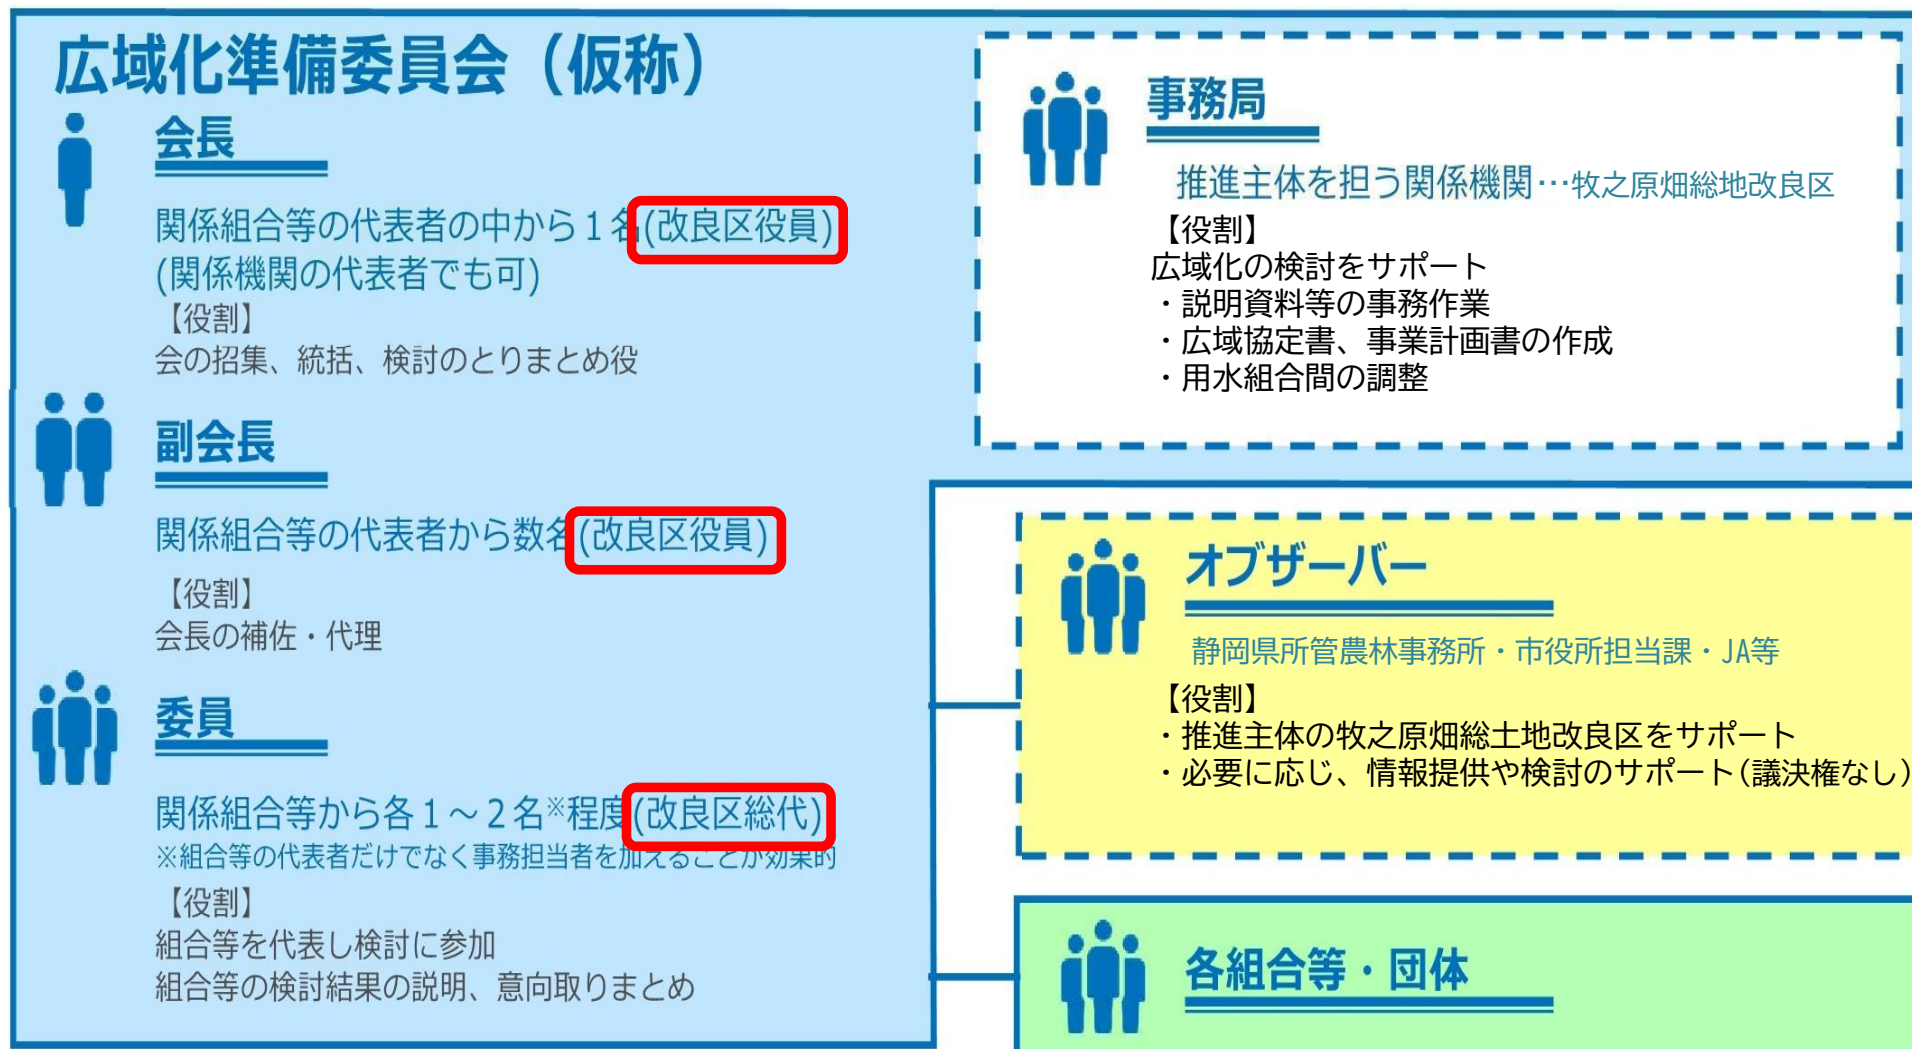 広域化準備委員会（仮称）
会長
関係組合等の代表者の中から１名(改良区役員)
(関係機関の代表者でも可)
【役割】
会の招集、統括、検討のとりまとめ役
副会長
関係組合等の代表者から数名(改良区役員)
【役割】
会長の補佐・代理
委員
関係組合等から各１～２名※程度(改良区総代)
※組合等の代表者だけでなく事務担当者を加えることが効果的
【役割】
組合等を代表し検討に参加
組合等の検討結果の説明、意向取りまとめ
事務局
推進主体を担う関係機関…牧之原畑総地改良区
【役割】
広域化の検討をサポート
・説明資料等の事務作業
・広域協定書、事業計画書の作成
・用水組合間の調整
オブザーバー
静岡県所管農林事務所・市役所担当課・JA等
【役割】
・推進主体の牧之原畑総土地改良区をサポート
・必要に応じ、情報提供や検討のサポート(議決権なし)
各組合等・団体